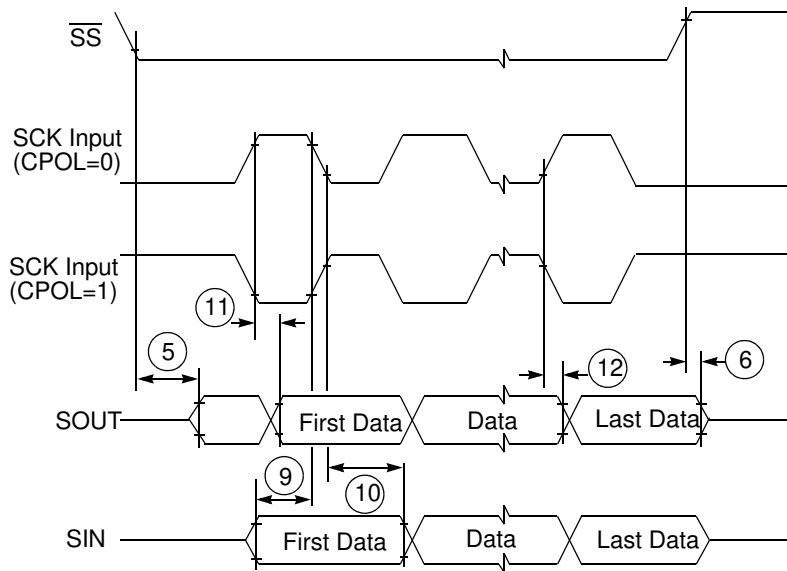 SS
SCK Input
(CPOL=0)
SCK Input
(CPOL=1)
11
5
12
6
SOUT
First Data
Data
Last Data
9
10
SIN
First Data
Data
Last Data